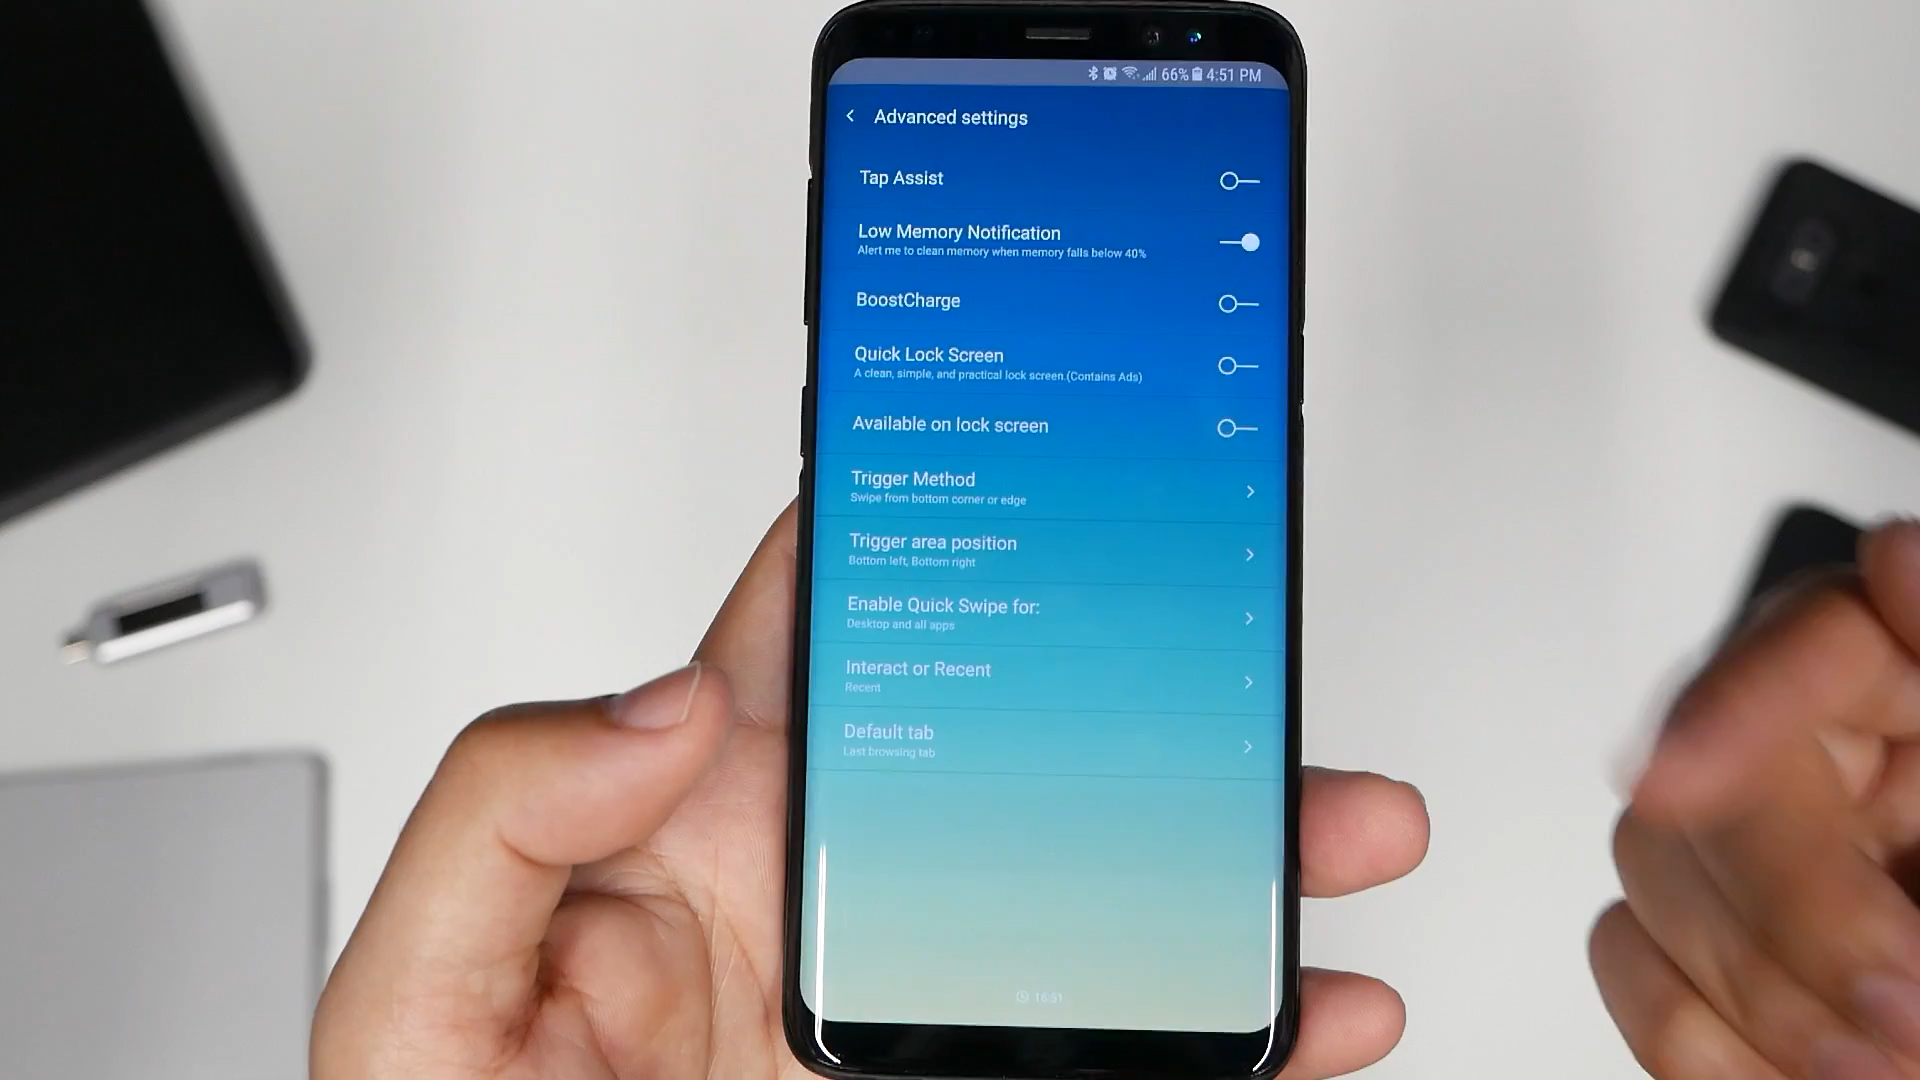 66% 4:51 PM
Advanced settings
Tap Assist
Low Memory Notification
Alert me to clean memory when memory falls below 40%
BoostCharge
Quick Lock Screen
A clean, simple, and practical lock screen.(Contains Ads)
Available on lock screen
Trigger Method
Swipe from bottom corner or edge
Trigger area position
Bottom left, Bottom right
Enable Quick Swipe for:
Desktop and all apps
Interact or Recent
Recent
Default tab
Last browsing tab
16:51